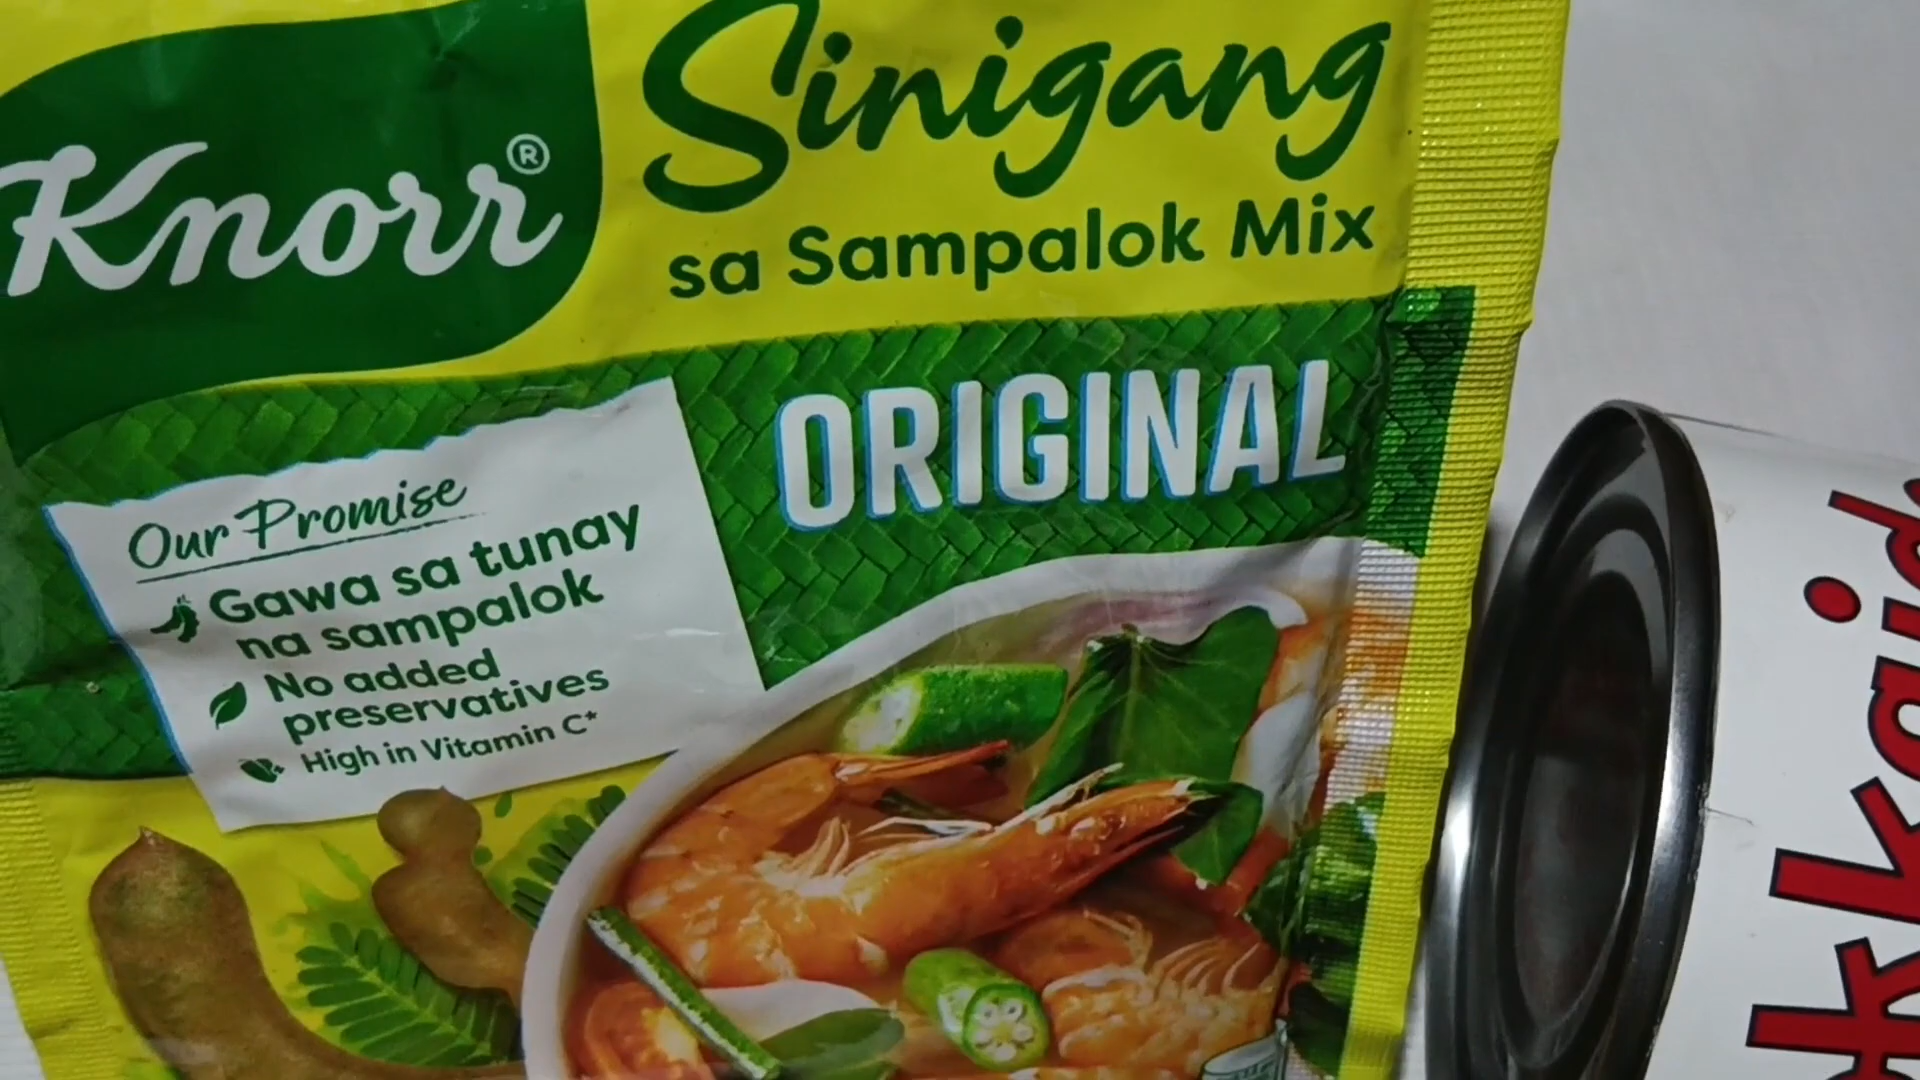 Knorr®
Sinigang
sa Sampalok Mix
ORIGINAL
Our Promise
Gawa sa tunay
na sampalok
No added
preservatives
High in Vitamin C*